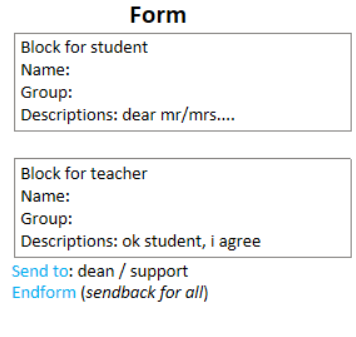 Form
Block for student
Name:
Group:
Descriptions: dear mr/mrs....
Block for teacher
Name:
Group:
Descriptions: ok student, i agree
Send to: dean / support
Endform (sendback for all)